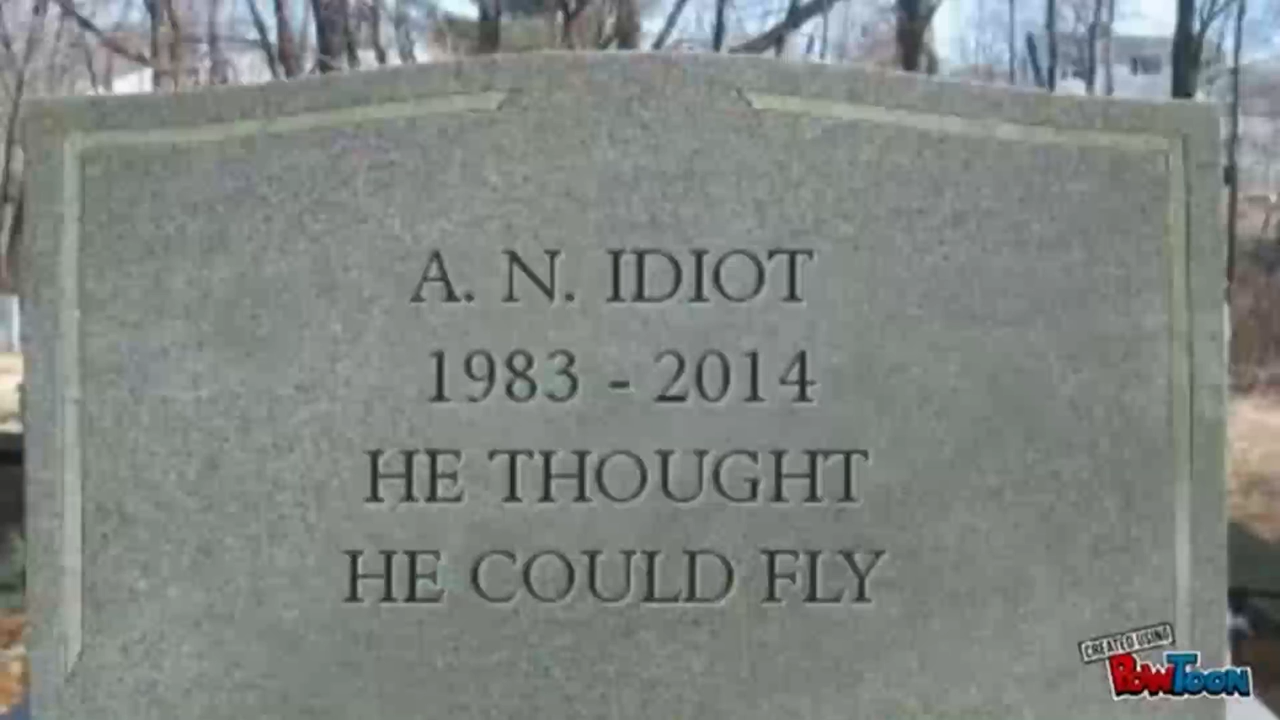 A. N. IDIOT
1983 - 2014
HE THOUGHT
HE COULD FLY
CREATED USING
PowToon